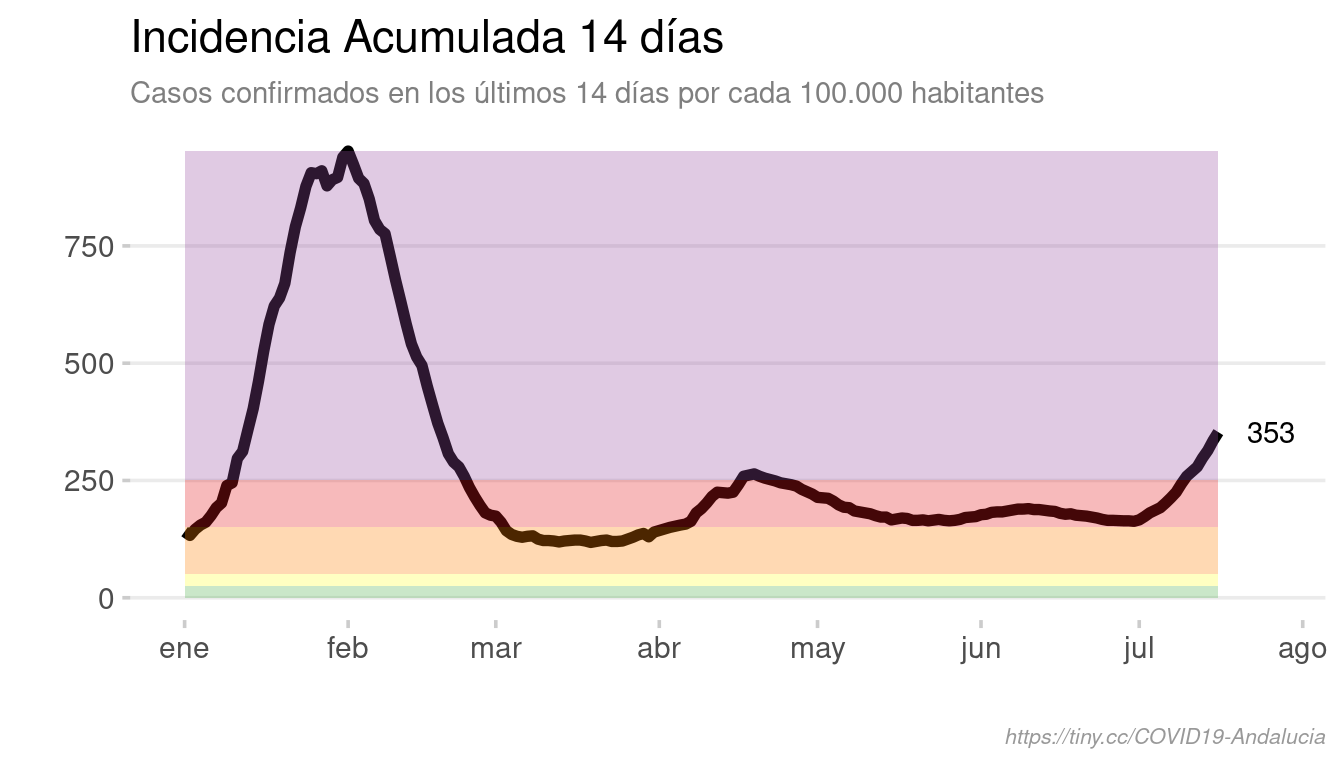 Incidencia Acumulada 14 días
Casos confirmados en los últimos 14 días por cada 100.000 habitantes
750
500
353
250
0
ene feb mar abr may jun jul ago
https://tiny.cc/COVID19-Andalucia